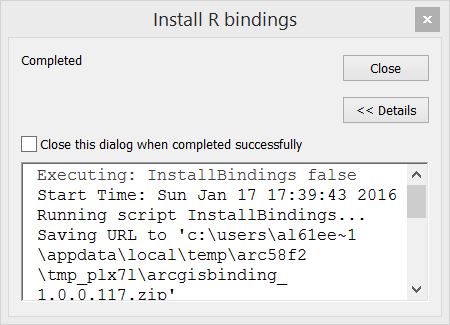 Install R bindings
Completed
Close
<< Details
Close this dialog when completed successfully
Executing: InstallBindings false
Start Time: Sun Jan 17 17:39:43 2016
Running script InstallBindings...
Saving URL to 'c:\users\al61ee~1
\appdata\local\temp\arc58f2
\tmp_plx7l\arcgisbinding_
1.0.0.117.zip'